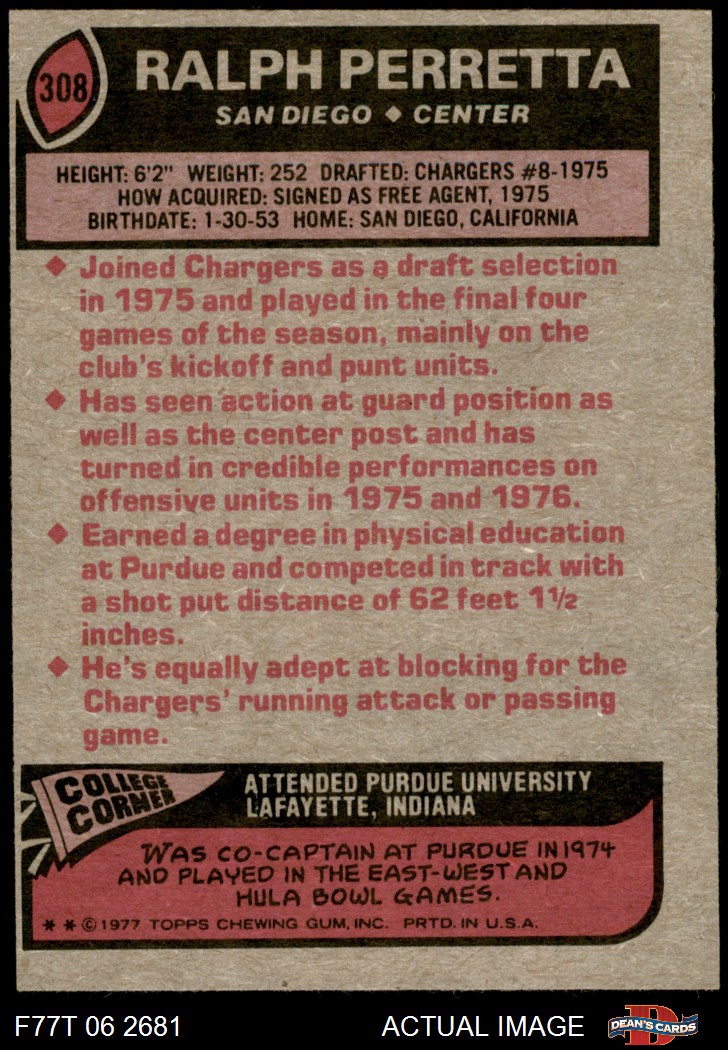 308
RALPH PERRETTA
SAN DIEGO ◆ CENTER
HEIGHT: 6'2" WEIGHT: 252 DRAFTED: CHARGERS #8-1975
HOW ACQUIRED: SIGNED AS FREE AGENT, 1975
BIRTHDATE: 1-30-53 HOME: SAN DIEGO, CALIFORNIA
◆ Joined Chargers as a draft selection
in 1975 and played in the final four
games of the season, mainly on the
club's kickoff and punt units.
◆ Has seen action at guard position as
well as the center post and has
turned in credible performances on
offensive units in 1975 and 1976.
◆ Earned a degree in physical education
at Purdue and competed in track with
a shot put distance of 62 feet 1½
inches.
◆ He's equally adept at blocking for the
Chargers' running attack or passing
game.
COLLEGE
CORNER
ATTENDED PURDUE UNIVERSITY
LAFAYETTE, INDIANA
WAS CO-CAPTAIN AT PURDUE IN 1974
AND PLAYED IN THE EAST-WEST AND
HULA BOWL GAMES.
* * © 1977 TOPPS CHEWING GUM, INC. PRTD. IN U.S.A.
F77T 06 2681
ACTUAL IMAGE
D
DEAN'S CARDS